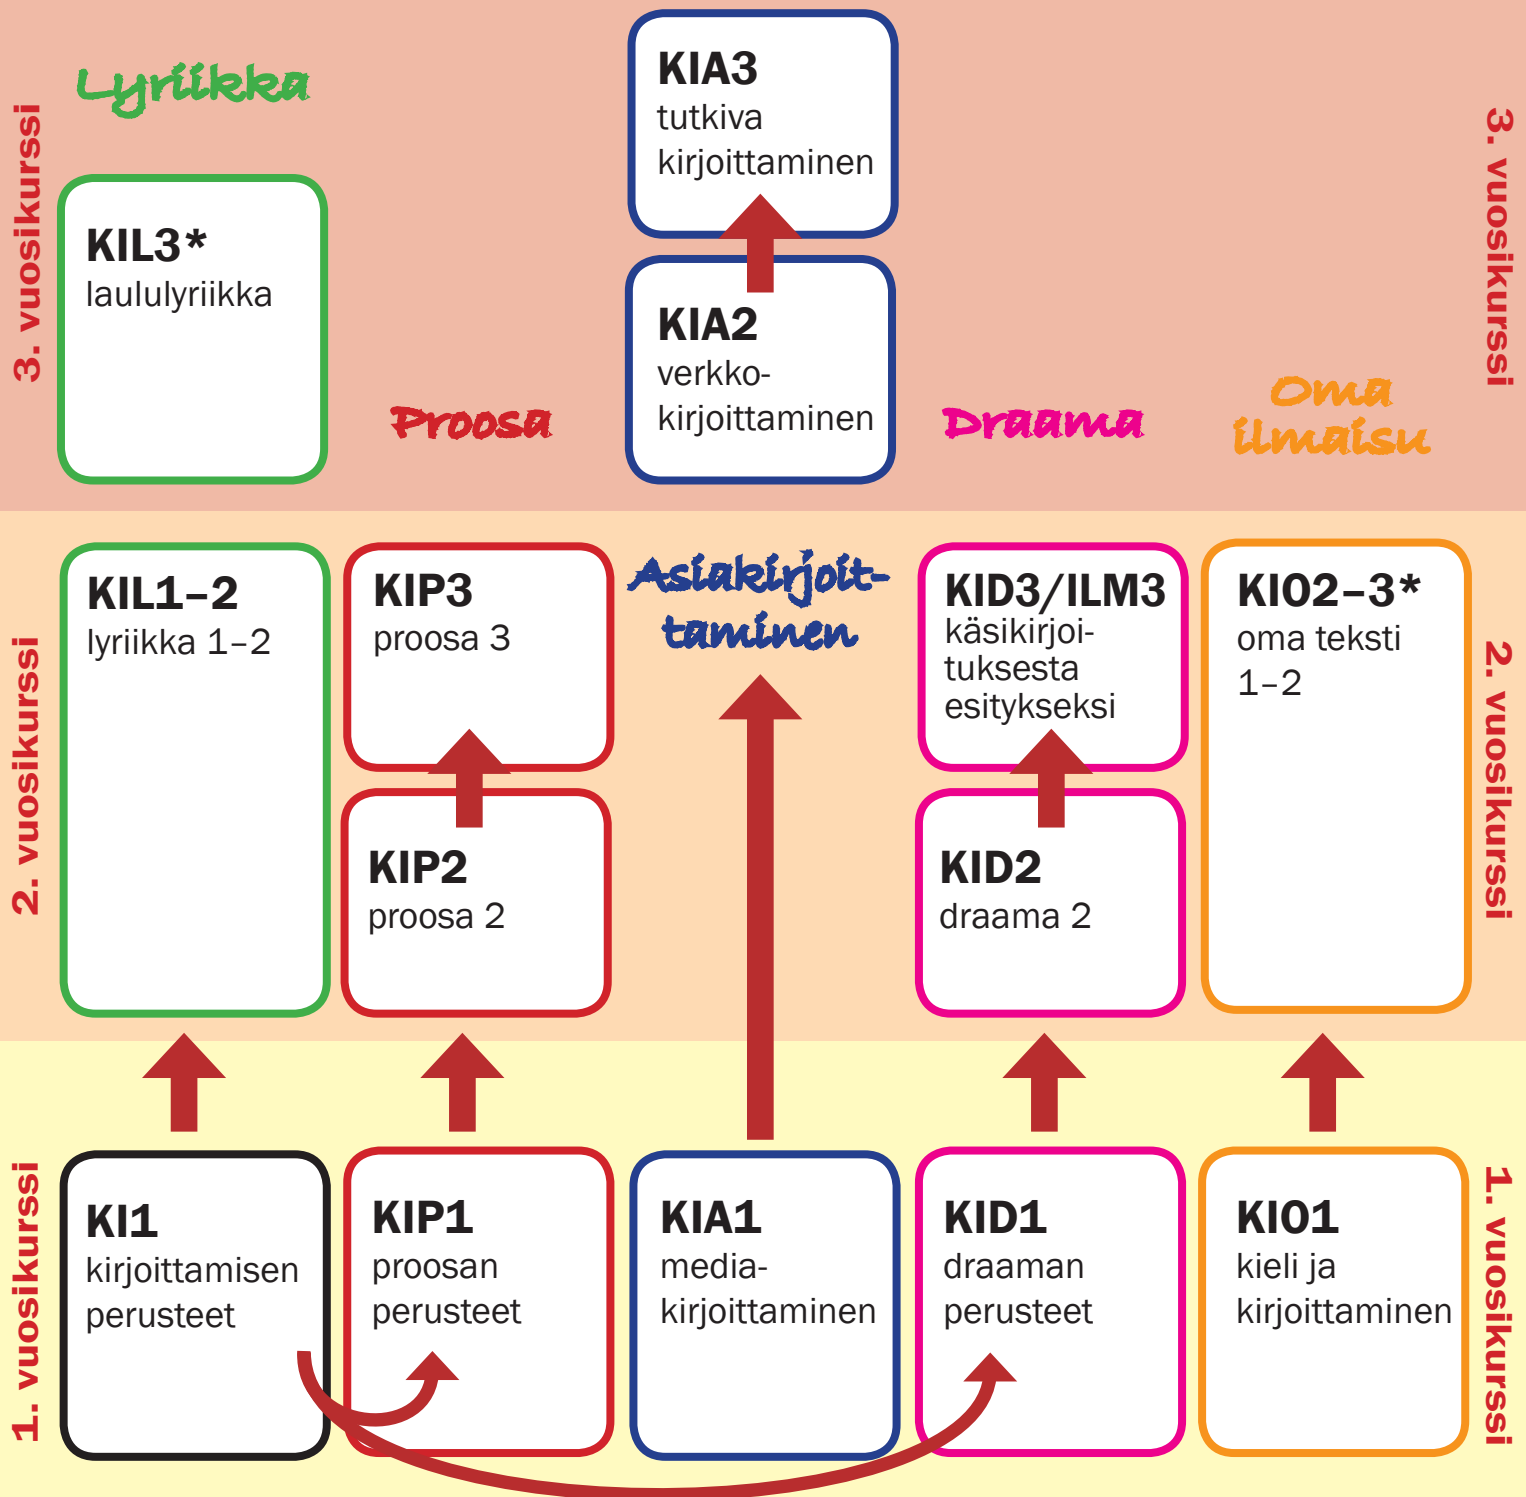 3. vuosikurssi
Lyriikka
KIL3*
laululyriikka
Proosa
KIA3
tutkiva
kirjoittaminen
KIA2
verkko-
kirjoittaminen
Draama
Oma
ilmaisu
3. vuosikurssi
2. vuosikurssi
KIL1–2
lyriikka 1–2
KIP3
proosa 3
KIP2
proosa 2
Asiakirjoit-
taminen
KID3/ILM3
käsikirjoi-
tuksesta
esitykseksi
KID2
draama 2
KIO2–3*
oma teksti
1–2
2. vuosikurssi
1. vuosikurssi
KI1
kirjoittamisen
perusteet
KIP1
proosan
perusteet
KIA1
media-
kirjoittaminen
KID1
draaman
perusteet
KIO1
kieli ja
kirjoittaminen
1. vuosikurssi